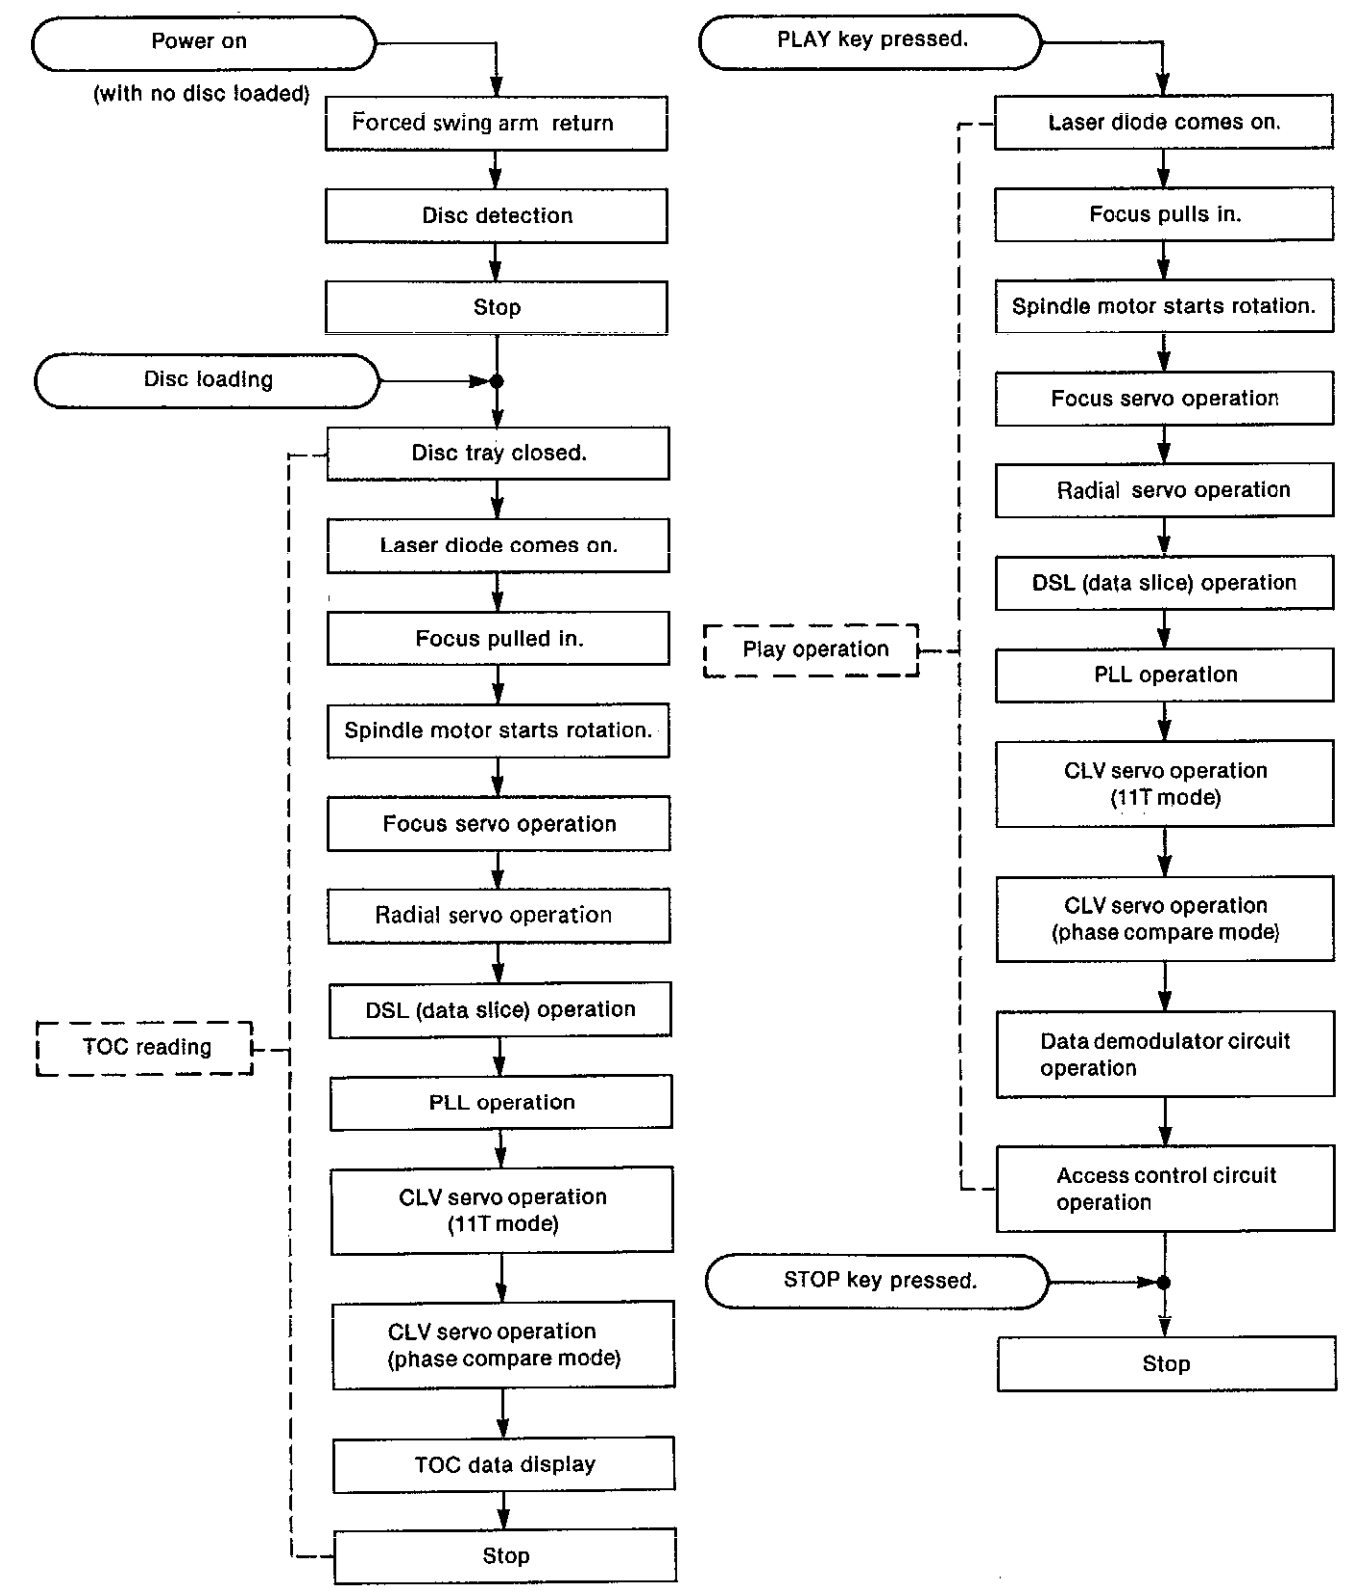 Power on
(with no disc loaded)
Forced swing arm return
Disc detection
Stop
Disc loading
Disc tray closed.
Laser diode comes on.
Focus pulled in.
Spindle motor starts rotation.
Focus servo operation
Radial servo operation
DSL (data slice) operation
TOC reading
PLL operation
CLV servo operation
(11T mode)
CLV servo operation
(phase compare mode)
TOC data display
Stop
PLAY key pressed.
Laser diode comes on.
Focus pulls in.
Spindle motor starts rotation.
Focus servo operation
Radial servo operation
DSL (data slice) operation
Play operation
PLL operation
CLV servo operation
(11T mode)
CLV servo operation
(phase compare mode)
Data demodulator circuit
operation
Access control circuit
operation
STOP key pressed.
Stop